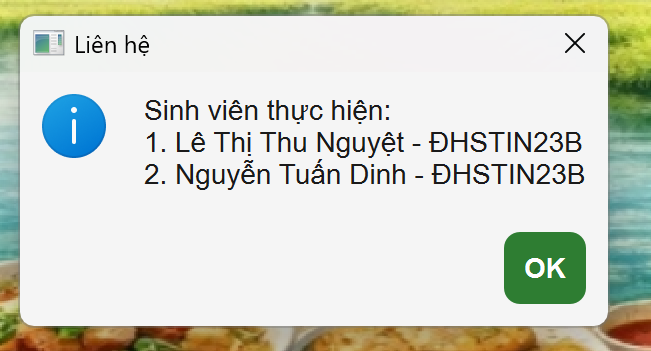 Liên hệ
Sinh viên thực hiện:
1. Lê Thị Thu Nguyệt - ĐHSTIN23B
2. Nguyễn Tuấn Dinh - ĐHSTIN23B
OK